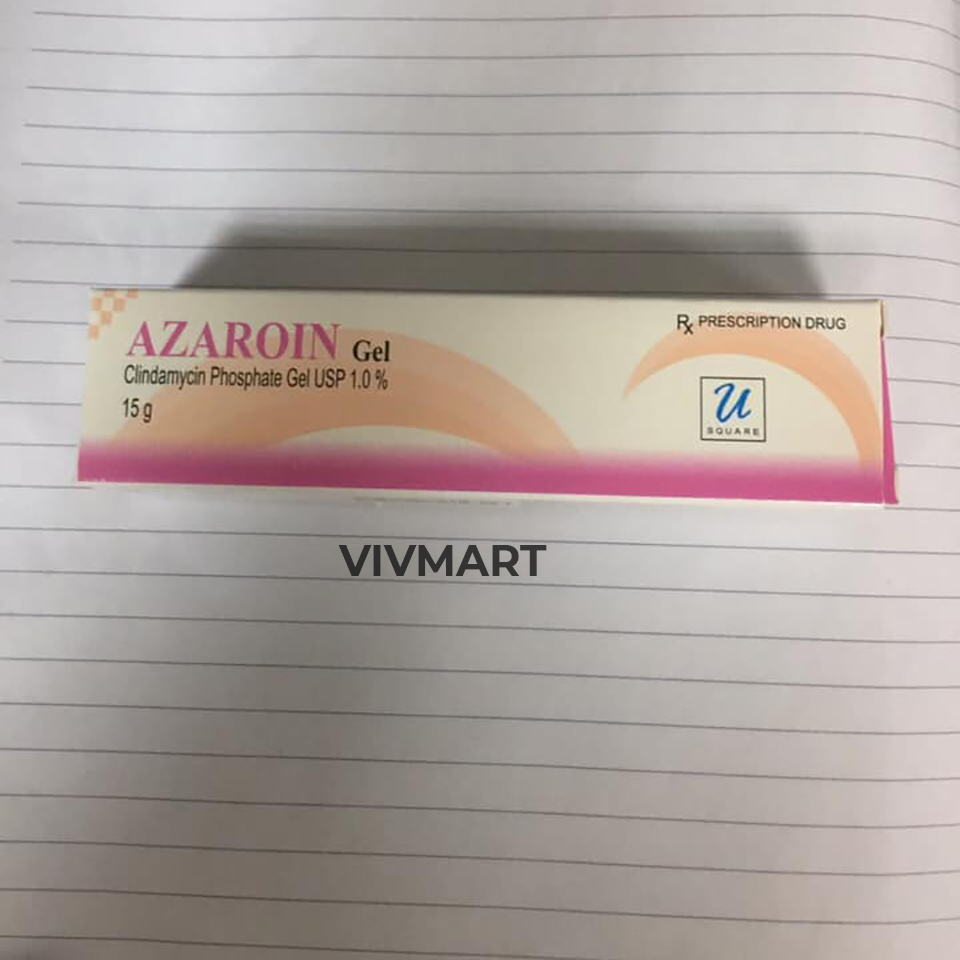 AZAROIN Gel
Clindamycin Phosphate Gel USP 1.0 %
15 g
Rx PRESCRIPTION DRUG
U
SQUARE
VIVMART